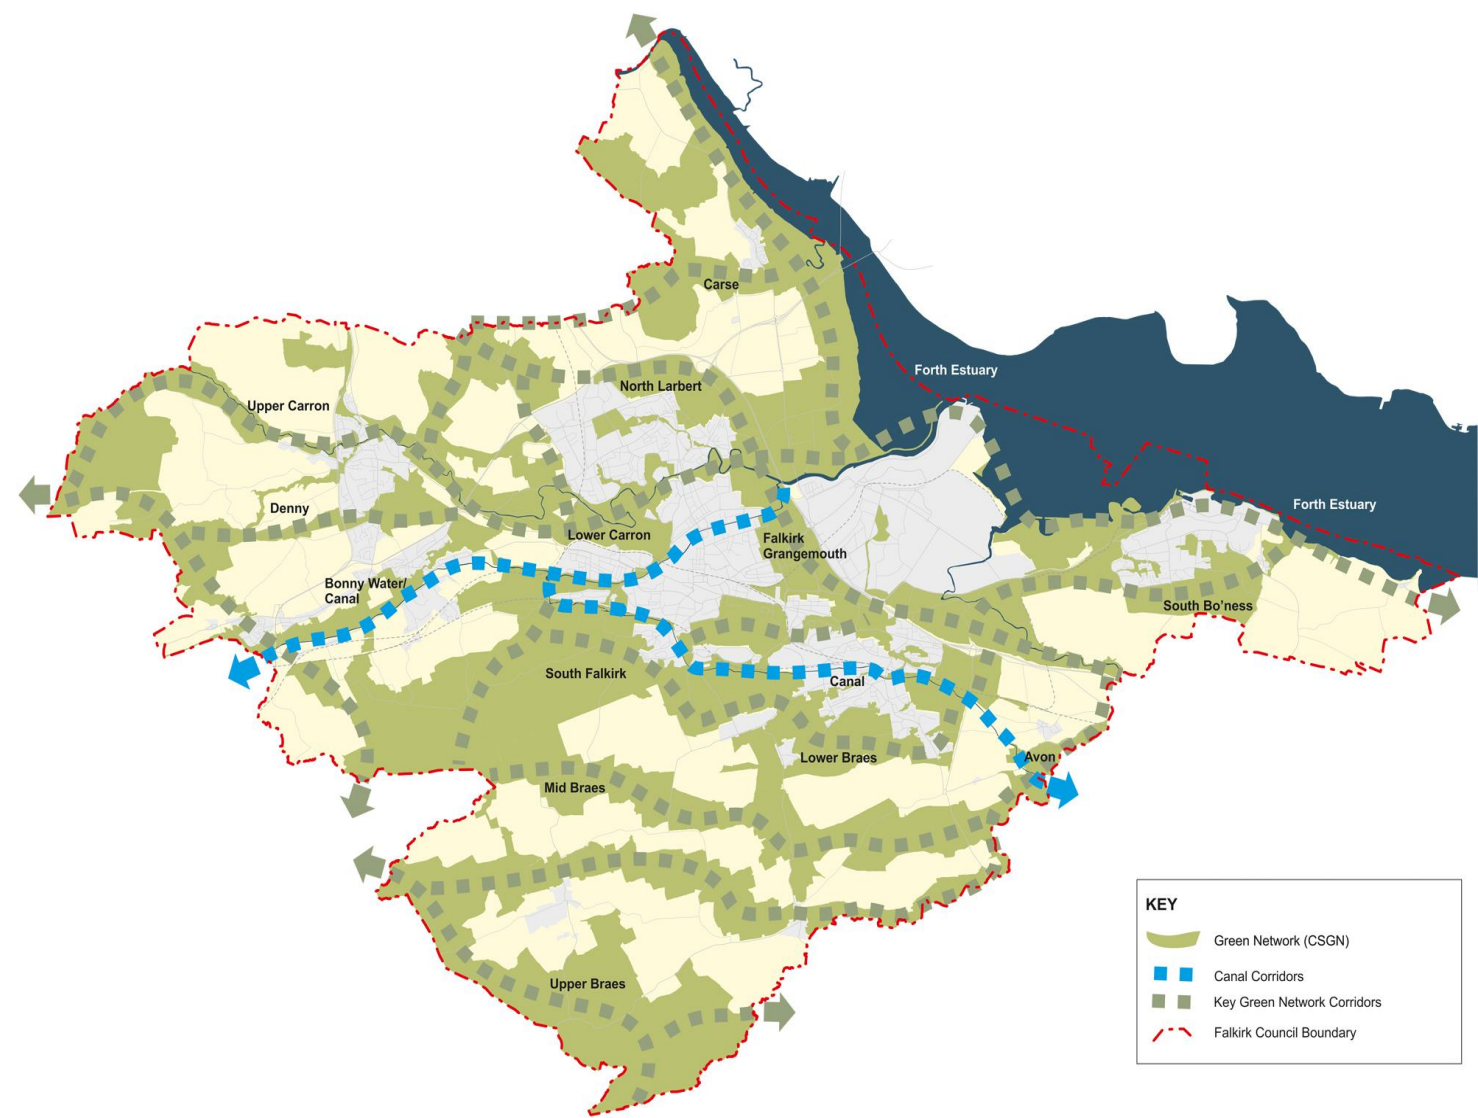 Carse
Forth Estuary
North Larbert
Upper Carron
Forth Estuary
Denny
Lower Carron
Falkirk
Grangemouth
Bonny Water/
Canal
South Bo'ness
South Falkirk
Canal
Lower Braes
Avon
Mid Braes
Upper Braes
KEY
Green Network (CSGN)
Canal Corridors
Key Green Network Corridors
Falkirk Council Boundary